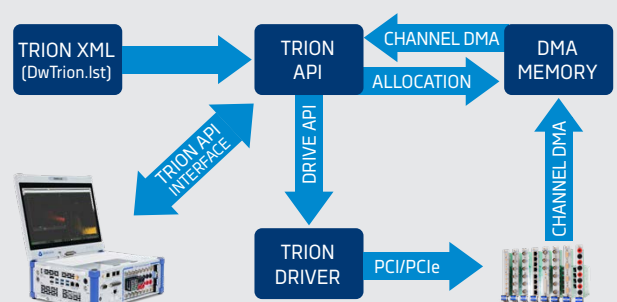 TRION XML
(DwTrion.lst)
TRION
API
CHANNEL DMA
ALLOCATION
DMA
MEMORY
TRION API
INTERFACE
DRIVE API
CHANNEL DMA
TRION
DRIVER
PCI/PCIe